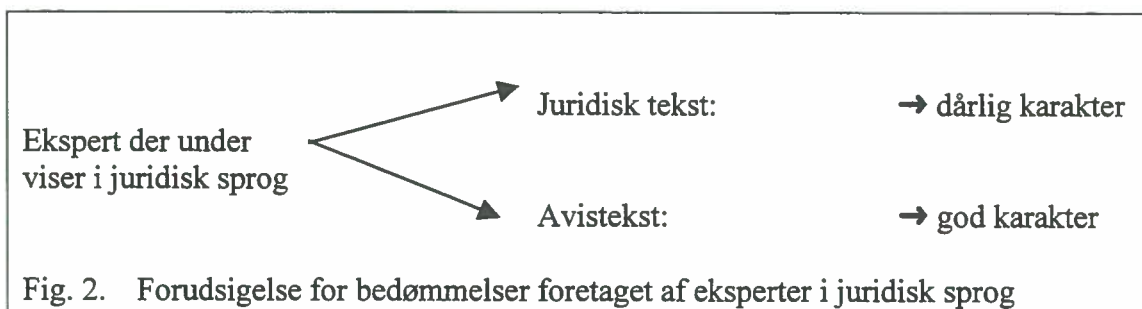 Juridisk tekst: → dårlig karakter
Ekspert der under
viser i juridisk sprog
Avistekst: → god karakter
Fig. 2. Forudsigelse for bedømmelser foretaget af eksperter i juridisk sprog